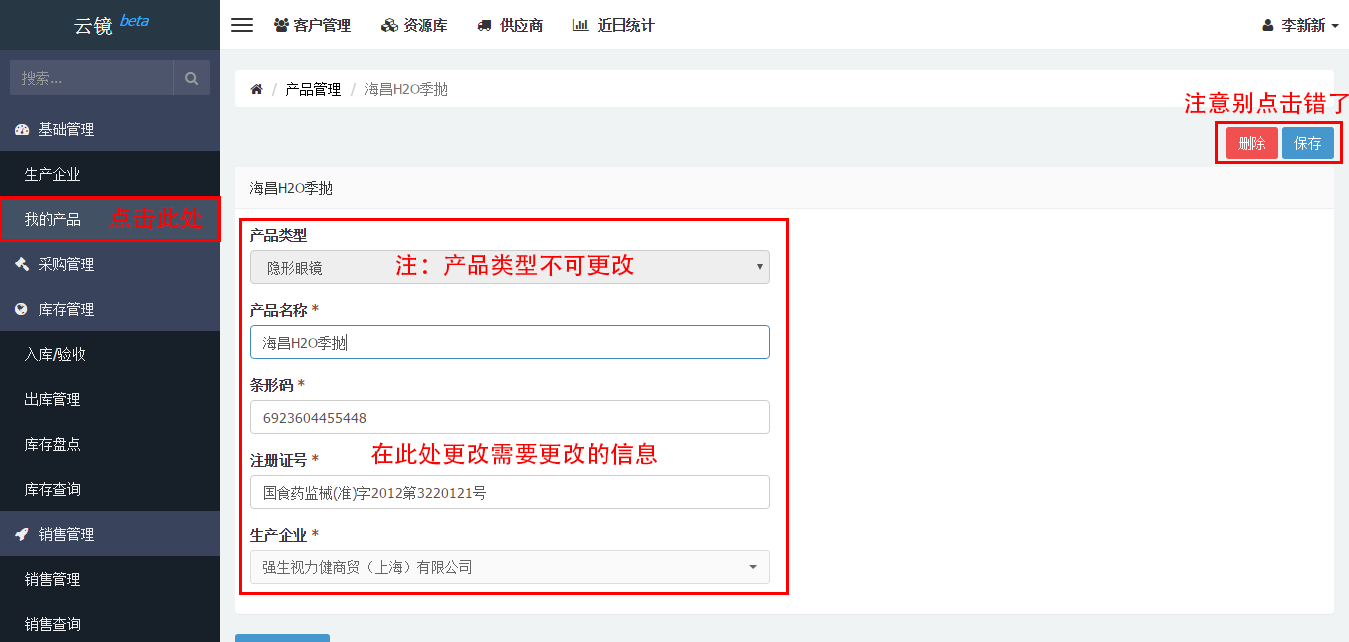 云镜 beta
客户管理
资源库
供应商
近日统计
李新新
搜索...
/ 产品管理 / 海昌H2O季抛
注意别点击错了
删除
保存
基础管理
生产企业
我的产品
点击此处
采购管理
库存管理
入库/验收
出库管理
库存盘点
库存查询
销售管理
销售管理
销售查询
海昌H2O季抛
产品类型
隐形眼镜
注：产品类型不可更改
产品名称 *
海昌H2O季抛
条形码 *
6923604455448
在此处更改需要更改的信息
注册证号 *
国食药监械(准)字2012第3220121号
生产企业 *
强生视力健商贸（上海）有限公司